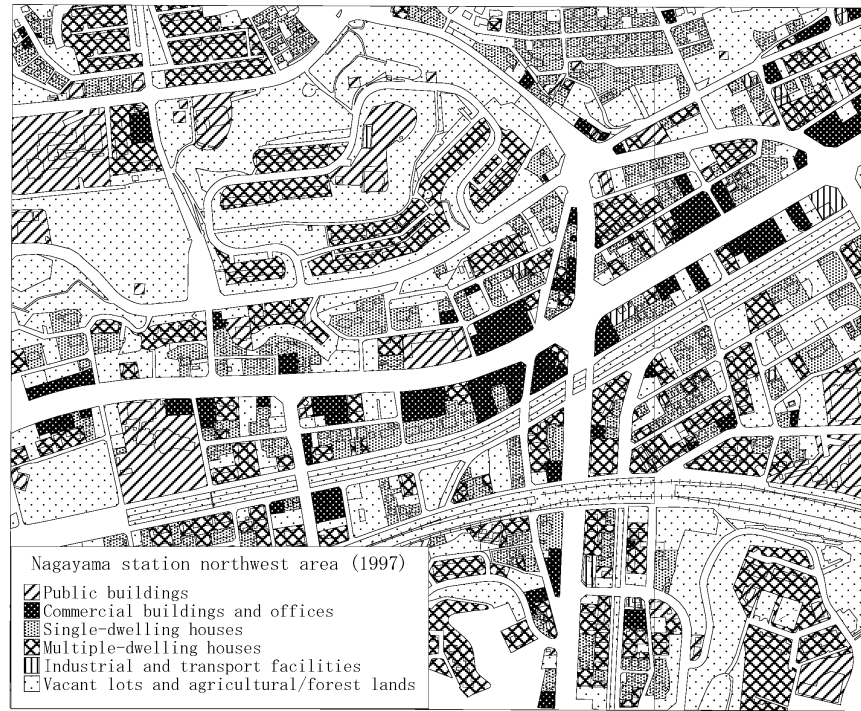 Nagayama station northwest area (1997)
Public buildings
Commercial buildings and offices
Single-dwelling houses
Multiple-dwelling houses
Industrial and transport facilities
Vacant lots and agricultural/forest lands